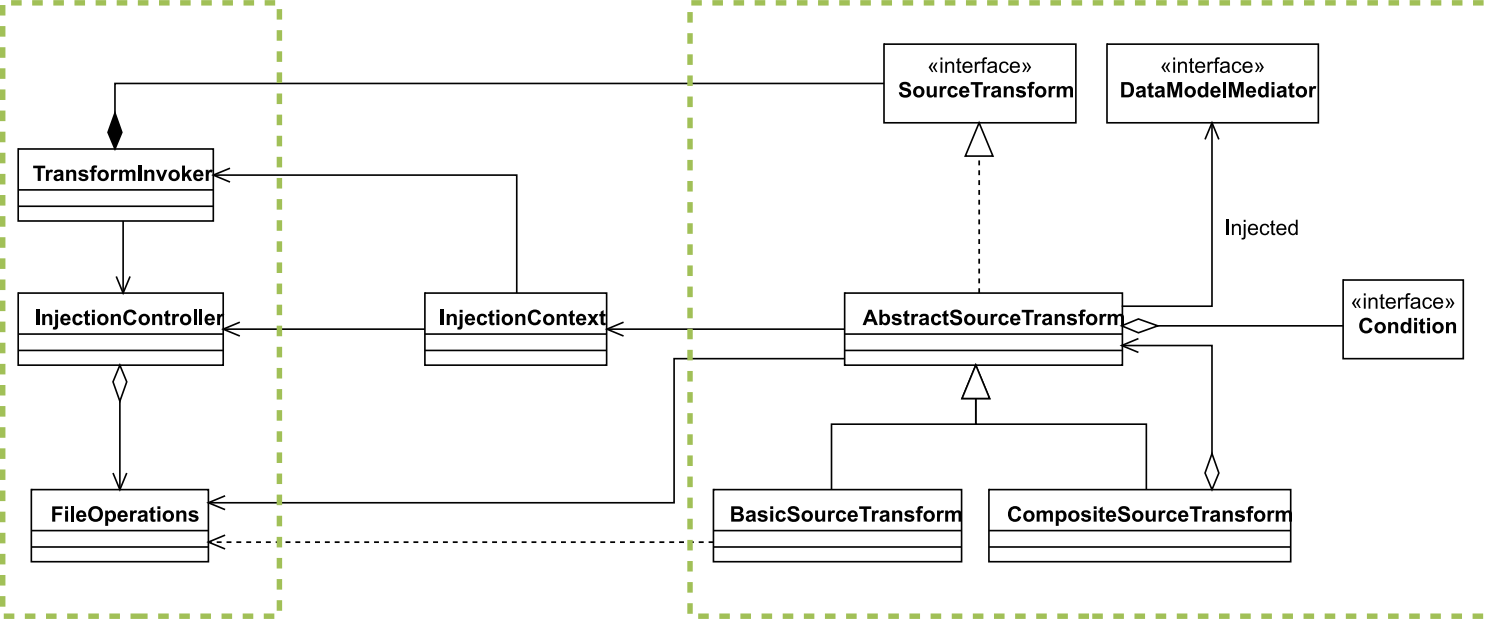 «interface»
SourceTransform
«interface»
DataModelMediator
TransformInvoker
Injected
InjectionController
InjectionContext
AbstractSourceTransform
«interface»
Condition
FileOperations
BasicSourceTransform
CompositeSourceTransform